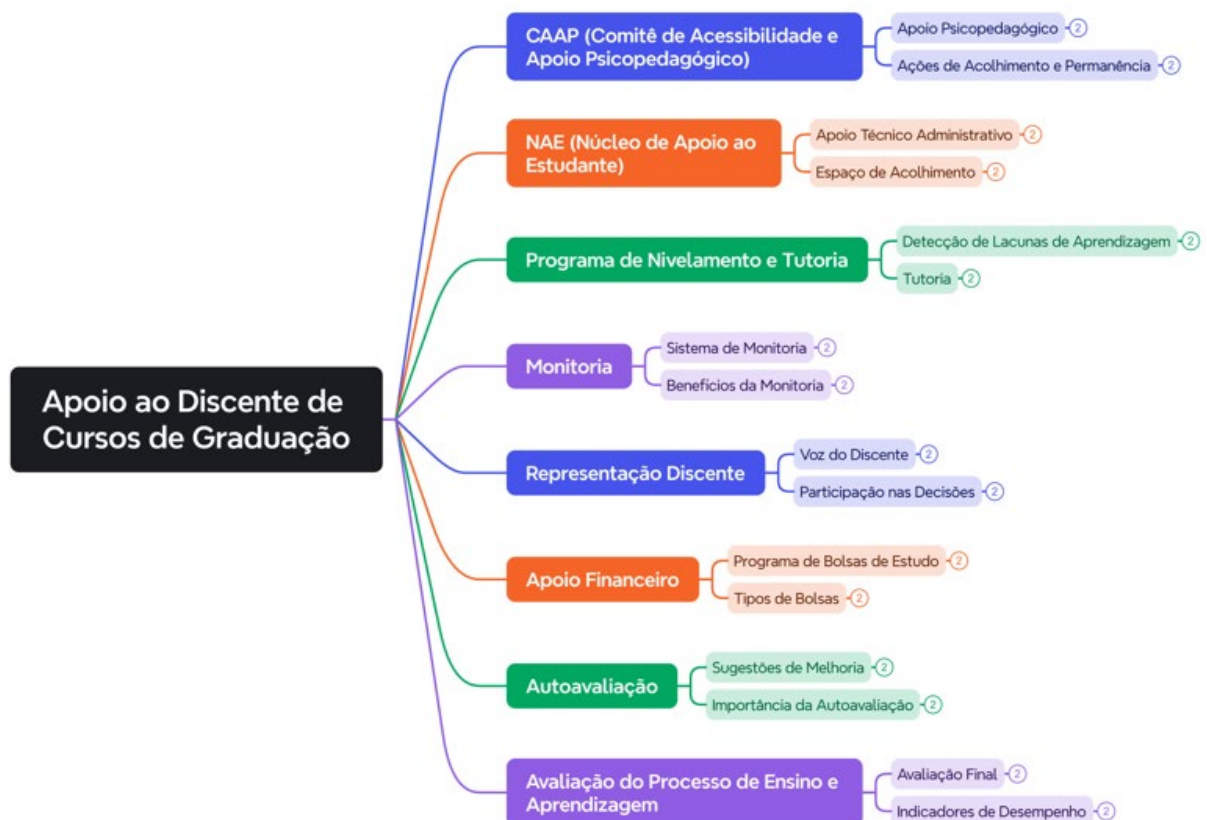 Apoio ao Discente de
Cursos de Graduação
CAAP (Comitê de Acessibilidade e
Apoio Psicopedagógico)
Apoio Psicopedagógico 2
Ações de Acolhimento e Permanência 2
NAE (Núcleo de Apoio ao
Estudante)
Apoio Técnico Administrativo 2
Espaço de Acolhimento 2
Programa de Nivelamento e Tutoria
Detecção de Lacunas de Aprendizagem 2
Tutoria 2
Monitoria
Sistema de Monitoria 2
Benefícios da Monitoria 2
Representação Discente
Voz do Discente 2
Participação nas Decisões 2
Apoio Financeiro
Programa de Bolsas de Estudo 2
Tipos de Bolsas 2
Autoavaliação
Sugestões de Melhoria 2
Importância da Autoavaliação 2
Avaliação do Processo de Ensino e
Aprendizagem
Avaliação Final 2
Indicadores de Desempenho 2